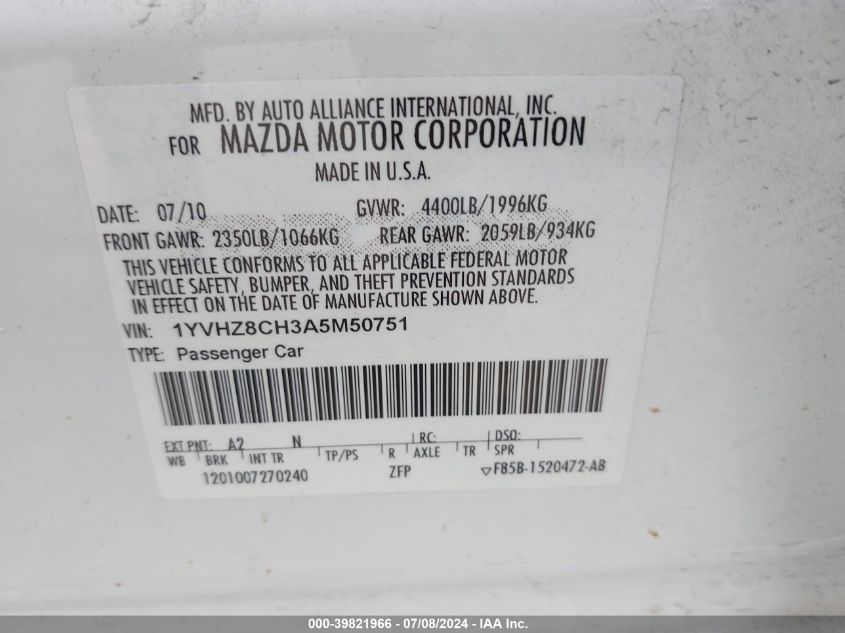 MFD. BY AUTO ALLIANCE INTERNATIONAL, INC.
FOR MAZDA MOTOR CORPORATION
MADE IN U.S.A.
DATE: 07/10 GVWR: 4400LB/1996KG
FRONT GAWR: 2350LB/1066KG REAR GAWR: 2059LB/934KG
THIS VEHICLE CONFORMS TO ALL APPLICABLE FEDERAL MOTOR
VEHICLE SAFETY, BUMPER, AND THEFT PREVENTION STANDARDS
IN EFFECT ON THE DATE OF MANUFACTURE SHOWN ABOVE.
VIN: 1YVHZ8CH3A5M50751
TYPE: Passenger Car
EXT PNT: A2 N RC: DSO:
WB BRK INT TR TP/PS R AXLE TR SPR
1201007270240 ZFP FB5B-1520472-AB
000-39821966 - 07/08/2024 - IAA Inc.